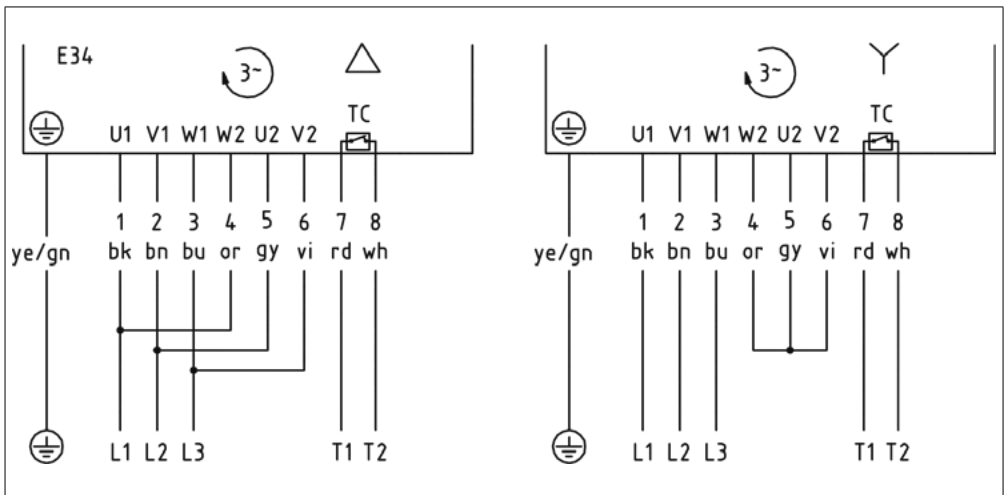 E34
3~
3~
TC
TC
U1 V1 W1 W2 U2 V2
U1 V1 W1 W2 U2 V2
1 2 3 4 5 6 7 8
1 2 3 4 5 6 7 8
ye/gn bk bn bu or gy vi rd wh
ye/gn bk bn bu or gy vi rd wh
L1 L2 L3 T1 T2
L1 L2 L3 T1 T2